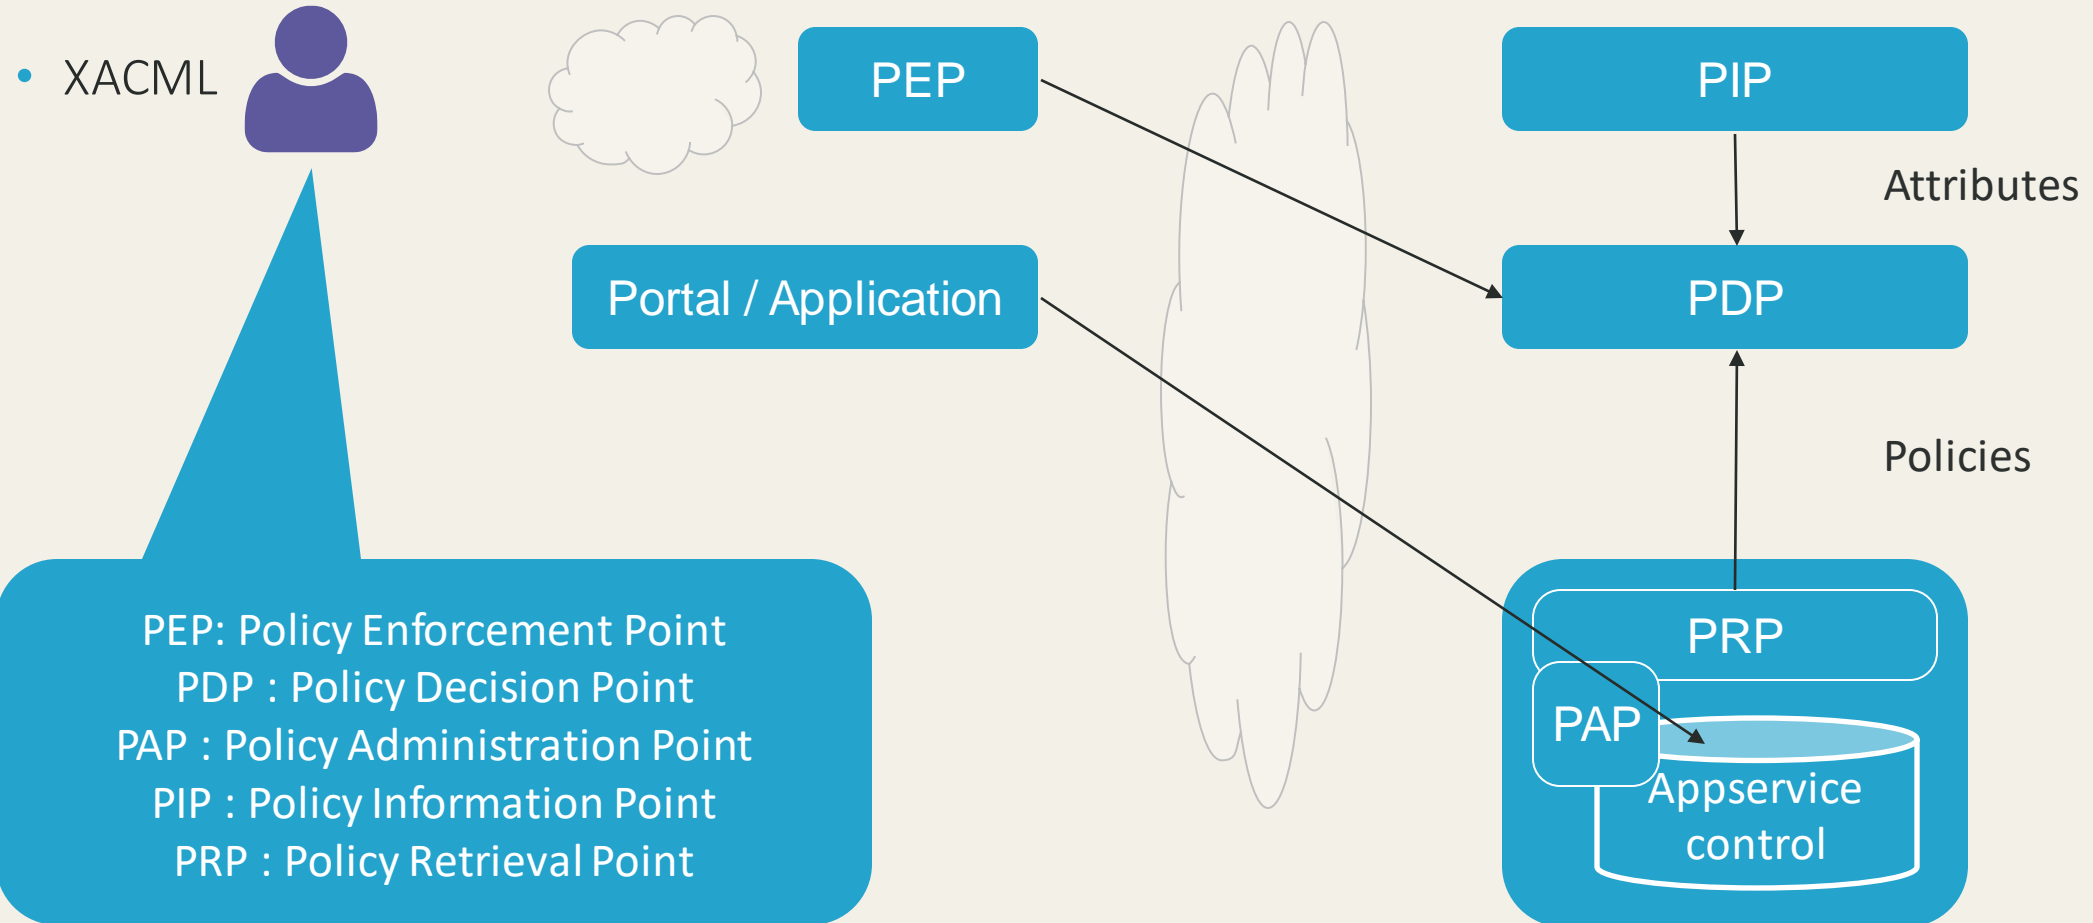 • XACML
PEP
PIP
Attributes
Portal / Application
PDP
Policies
PEP: Policy Enforcement Point
PDP : Policy Decision Point
PAP : Policy Administration Point
PIP : Policy Information Point
PRP : Policy Retrieval Point
PRP
PAP
Appservice
control